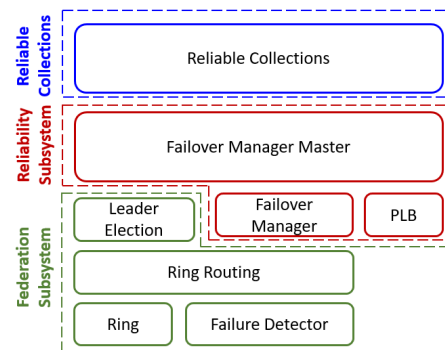 Reliable
Collections
Reliable Collections
Reliability
Subsystem
Failover Manager Master
Failover
Manager
PLB
Federation
Subsystem
Leader
Election
Ring Routing
Ring
Failure Detector